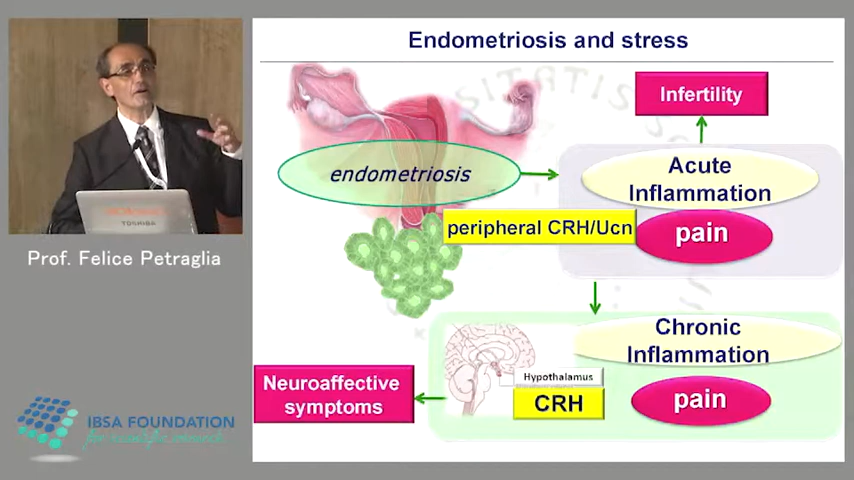 Endometriosis and stress
Infertility
endometriosis
Acute
Inflammation
peripheral CRH/Ucn
pain
Chronic
Inflammation
Hypothalamus
CRH
pain
Neuroaffective
symptoms
TOSHIBA
Prof. Felice Petraglia
IBSA FOUNDATION
for scientific research